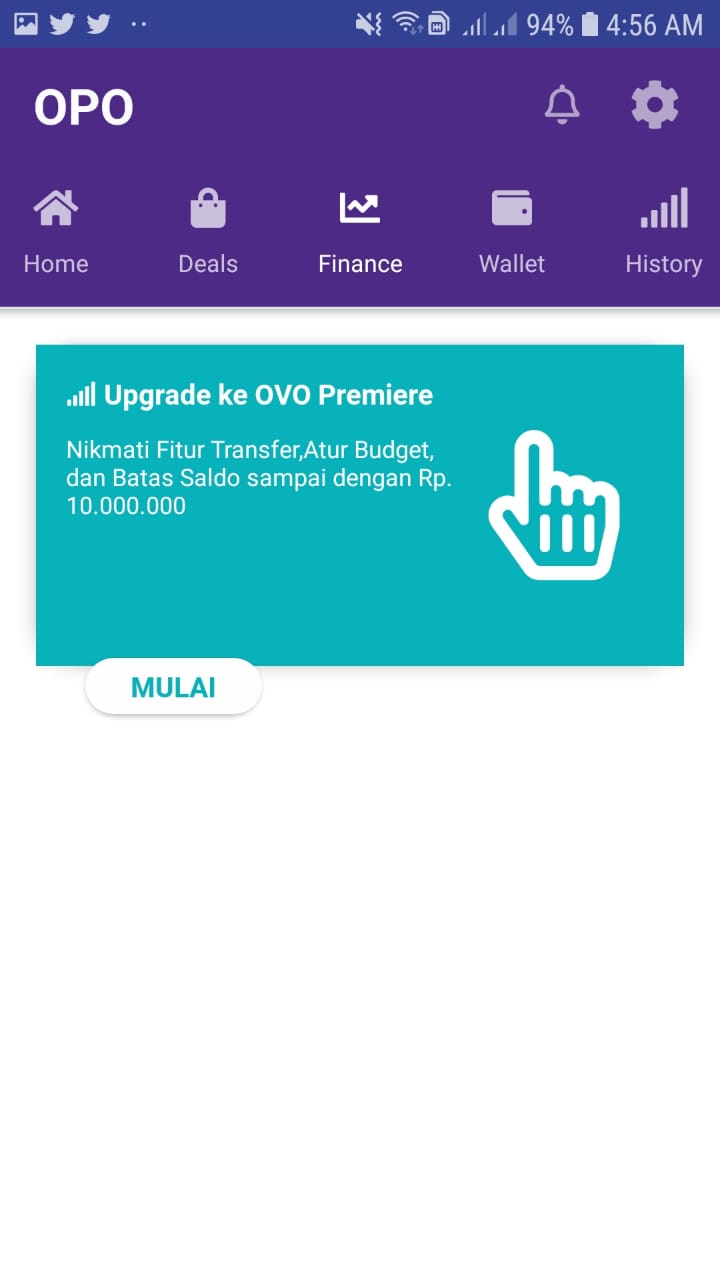 94% 4:56 AM
OPO
Home Deals Finance Wallet History
Upgrade ke OVO Premiere
Nikmati Fitur Transfer,Atur Budget,
dan Batas Saldo sampai dengan Rp.
10.000.000
MULAI